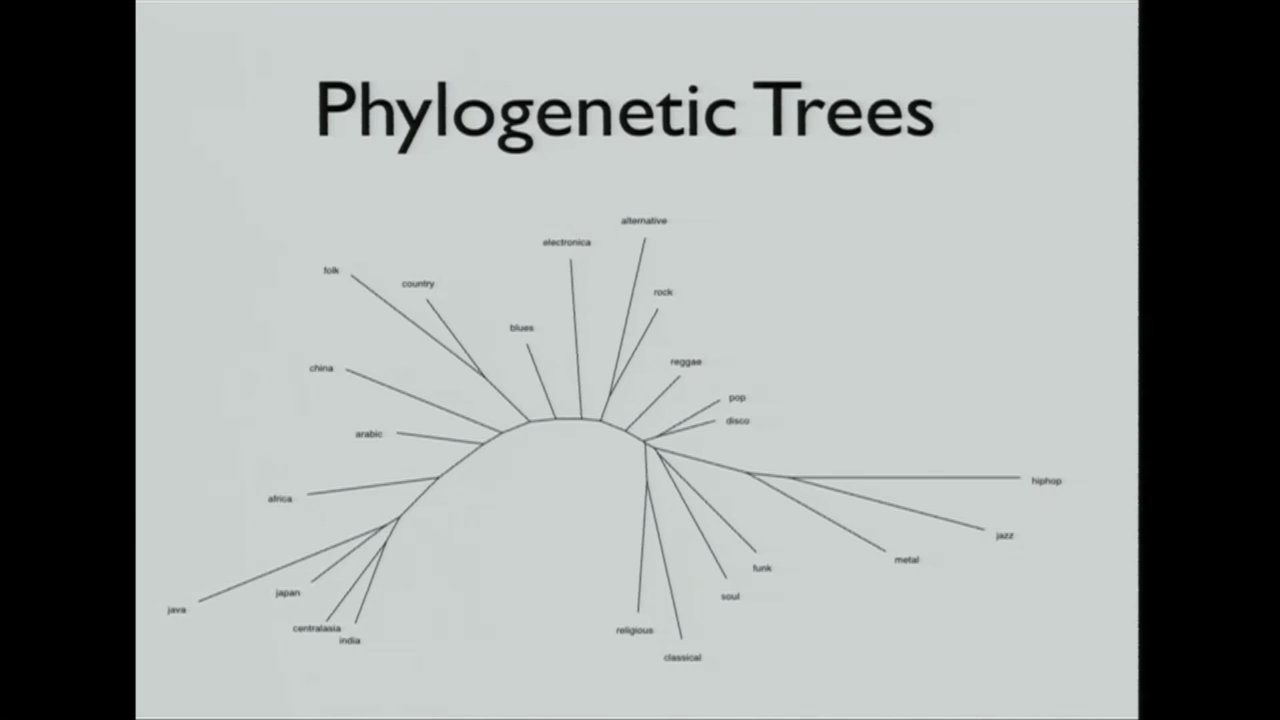 Phylogenetic Trees
alternative
electronica
folk
country
rock
blues
reggae
china
pop
disco
arabic
hiphop
africa
jazz
metal
funk
japan
soul
java
centralasia
religious
india
classical